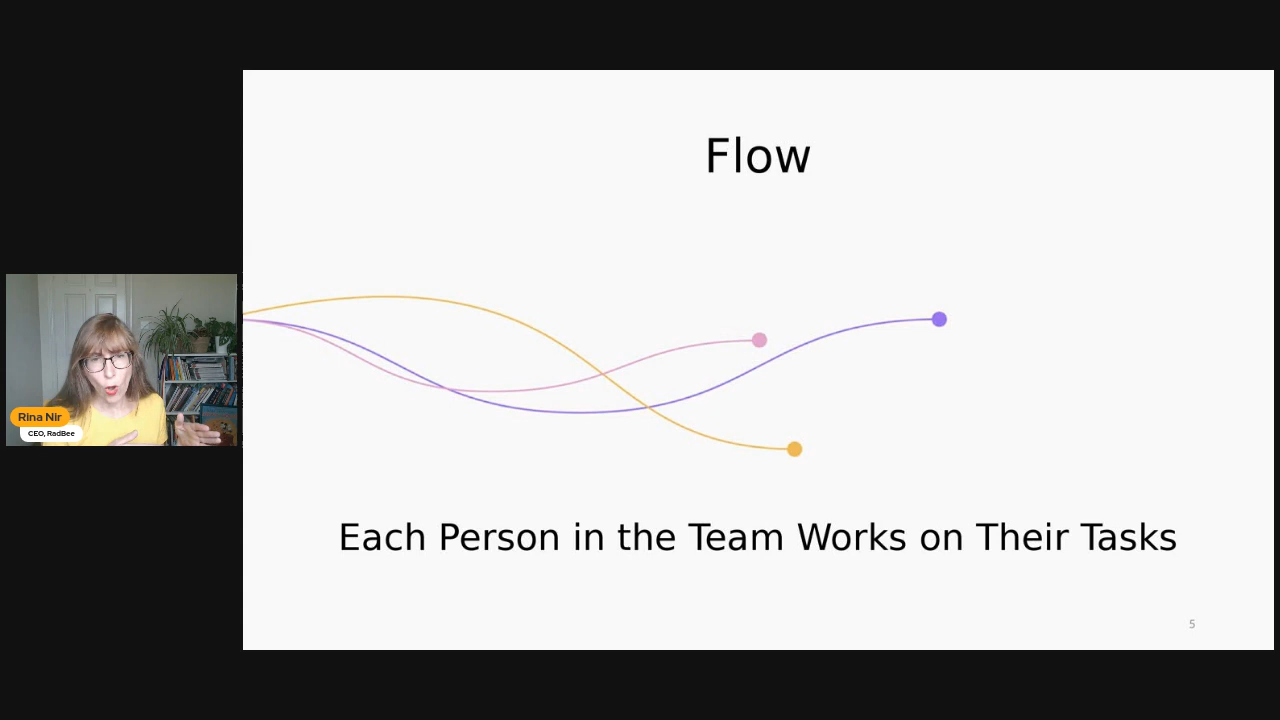 Flow
Rina Nir
CEO, RadBee
Each Person in the Team Works on Their Tasks
5